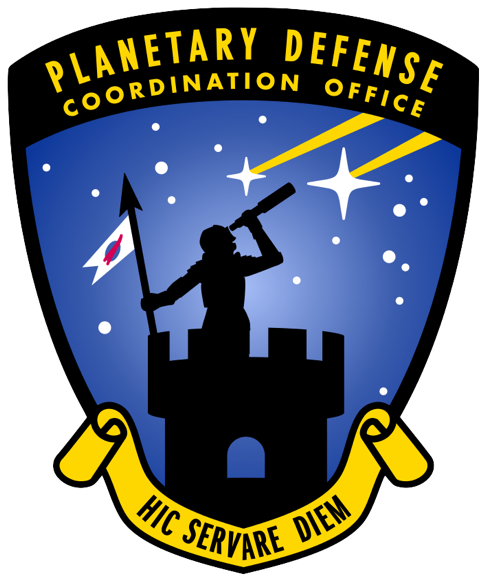 PLANETARY DEFENSE
COORDINATION OFFICE
HIC SERVARE DIEM